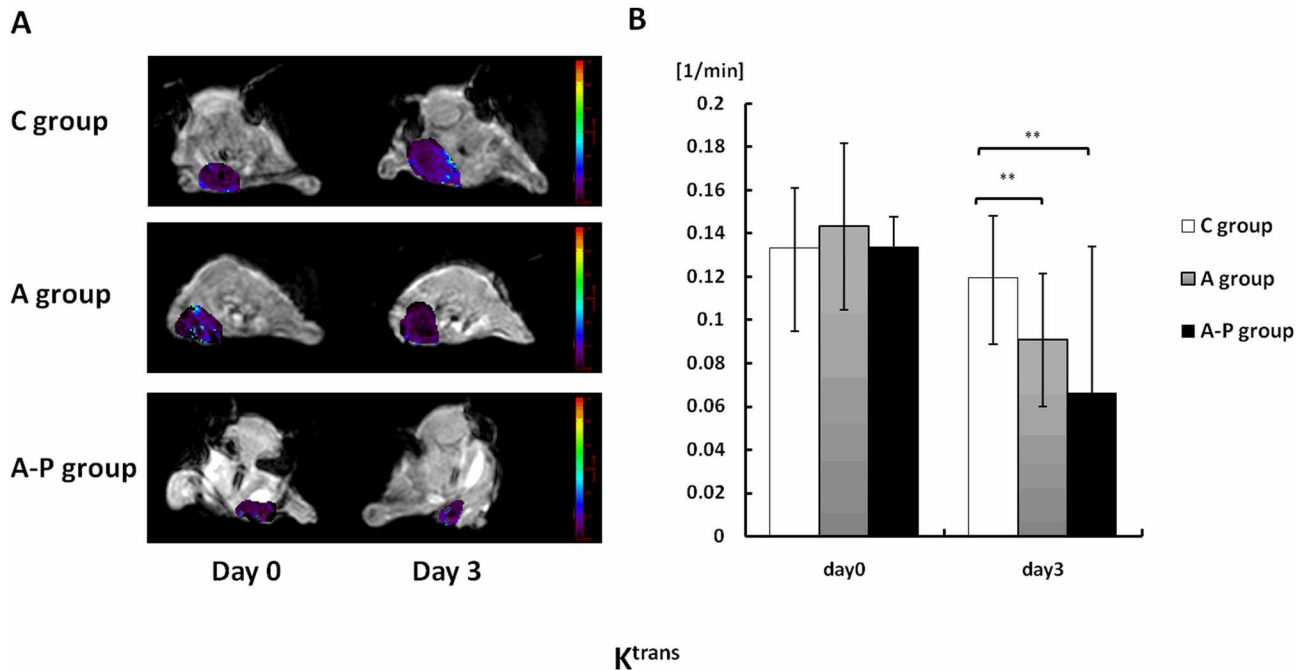 A
C group
A group
A-P group
Day 0 Day 3
B
[1/min]
0.2
0.18
0.16
0.14
0.12
0.1
0.08
0.06
0.04
0.02
0
**
**
day0 day3
C group
A group
A-P group
Ktrans